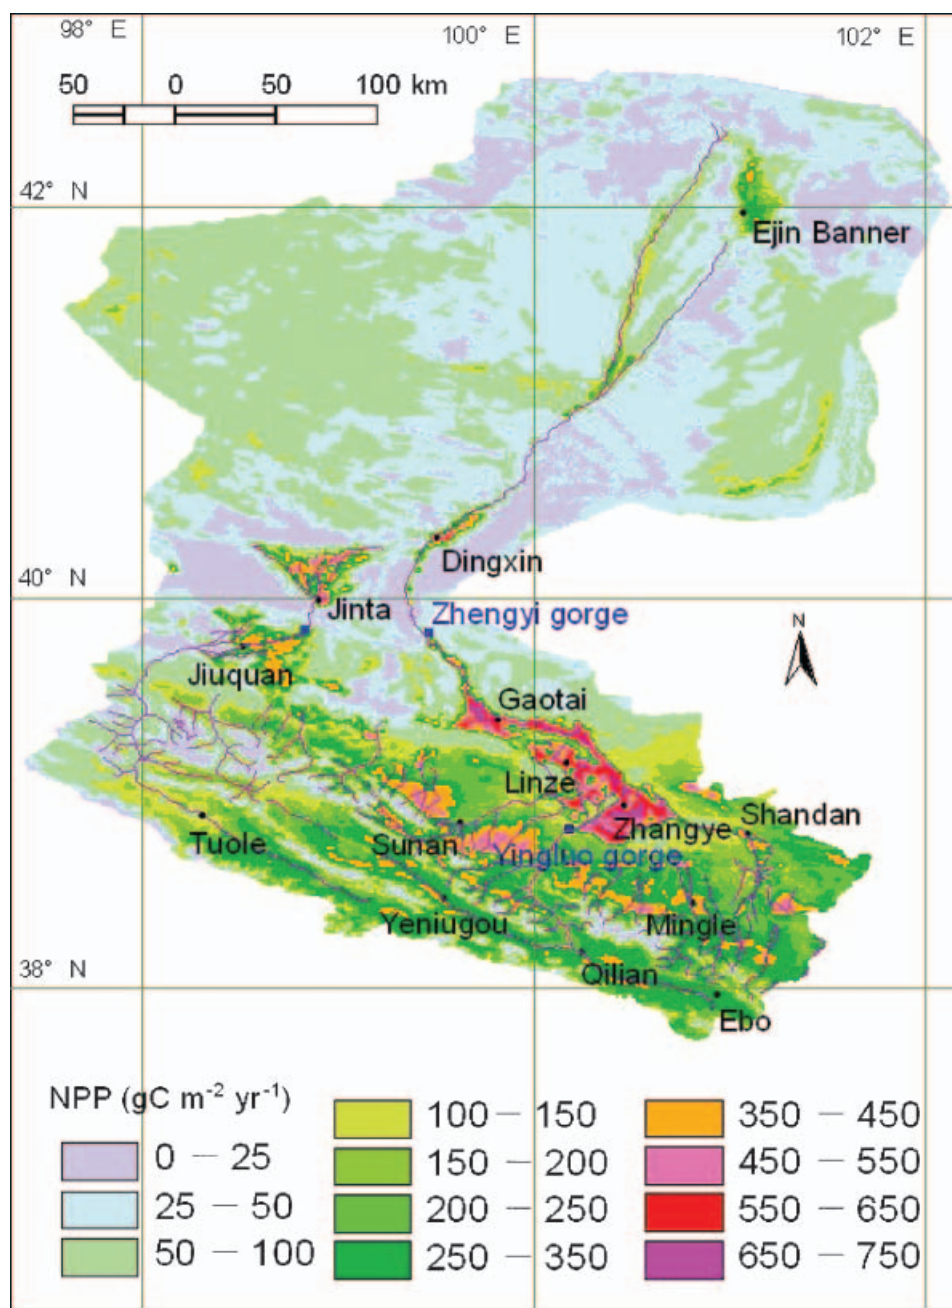 98° E
100° E
102° E
50 0 50 100 km
42° N
Ejin Banner
Dingxin
40° N
Jinta
Zhengyi gorge
N
Jiuquan
Gaotai
Linze
Shandan
Zhangye
Tuole
Sunan
Yingluo gorge
Yeniugou
Mingle
38° N
Qilian
Ebo
NPP (gC m⁻² yr⁻¹)
0 — 25
25 — 50
50 — 100
100 — 150
150 — 200
200 — 250
250 — 350
350 — 450
450 — 550
550 — 650
650 — 750